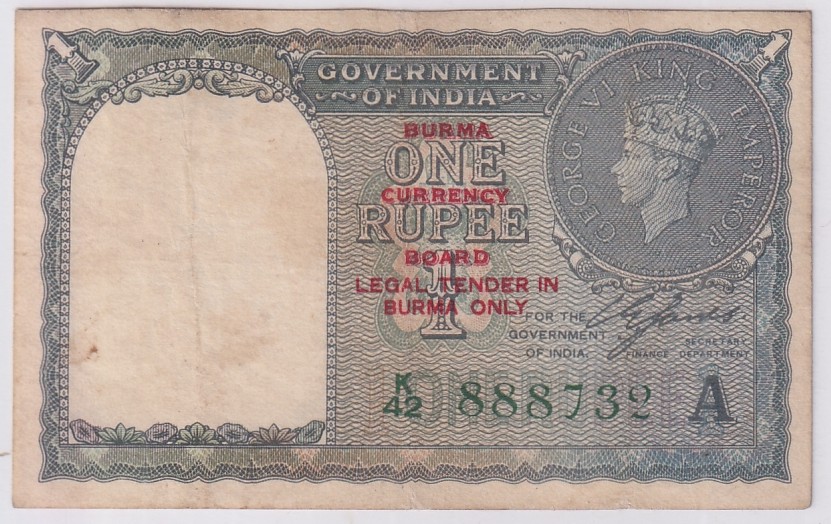 1
1
GOVERNMENT
OF INDIA
GEORGE VI KING EMPEROR
BURMA
ONE
CURRENCY
RUPEE
BOARD
1
LEGAL TENDER IN
BURMA ONLY
FOR THE
GOVERNMENT
OF INDIA.
SECRETARY
FINANCE DEPARTMENT
K/42 888732 A